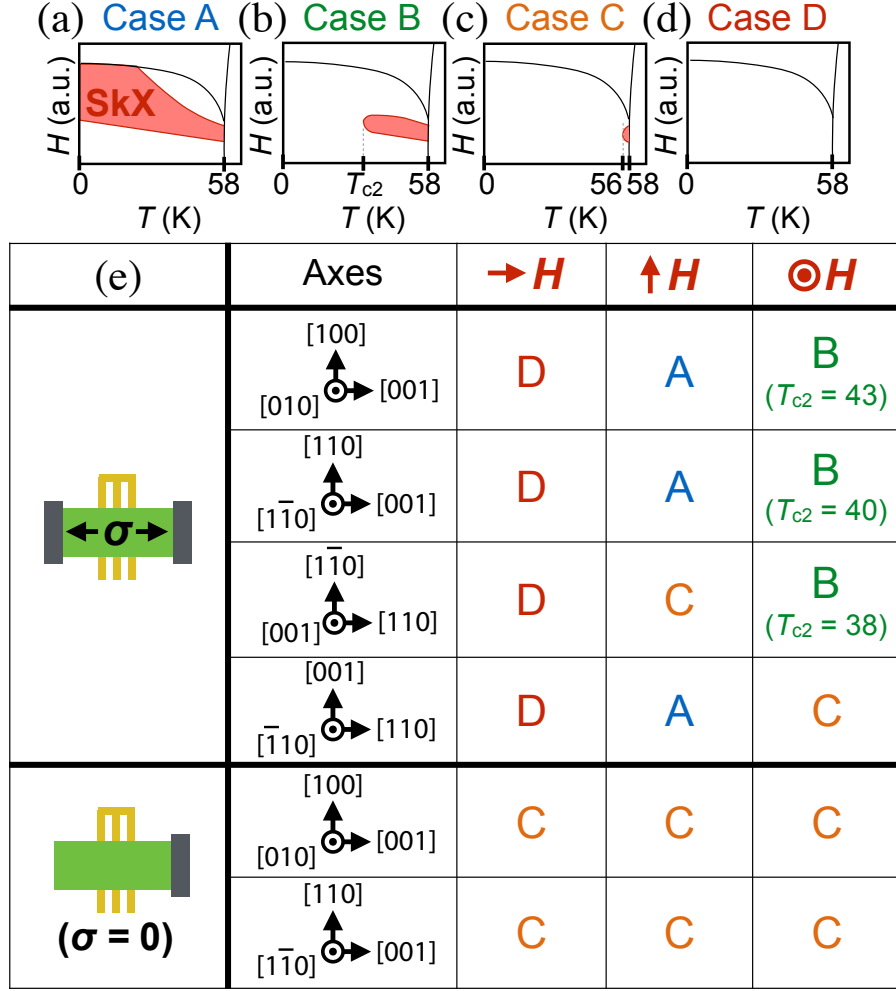 (a) Case A (b) Case B (c) Case C (d) Case D
H (a.u.) H (a.u.) H (a.u.) H (a.u.)
SkX
0 58 0 Tc2 58 0 56 58 0 58
T (K) T (K) T (K) T (K)
(e) Axes → H ↑ H ⊙ H
[100]
[010] [001]
D A B
(Tc2 = 43)
[110]
[11̄0] [001]
D A B
(Tc2 = 40)
σ
[11̄0]
[001] [110]
D C B
(Tc2 = 38)
[001]
[1̄10] [110]
D A C
[100]
[010] [001]
C C C
(σ = 0)
[110]
[11̄0] [001]
C C C